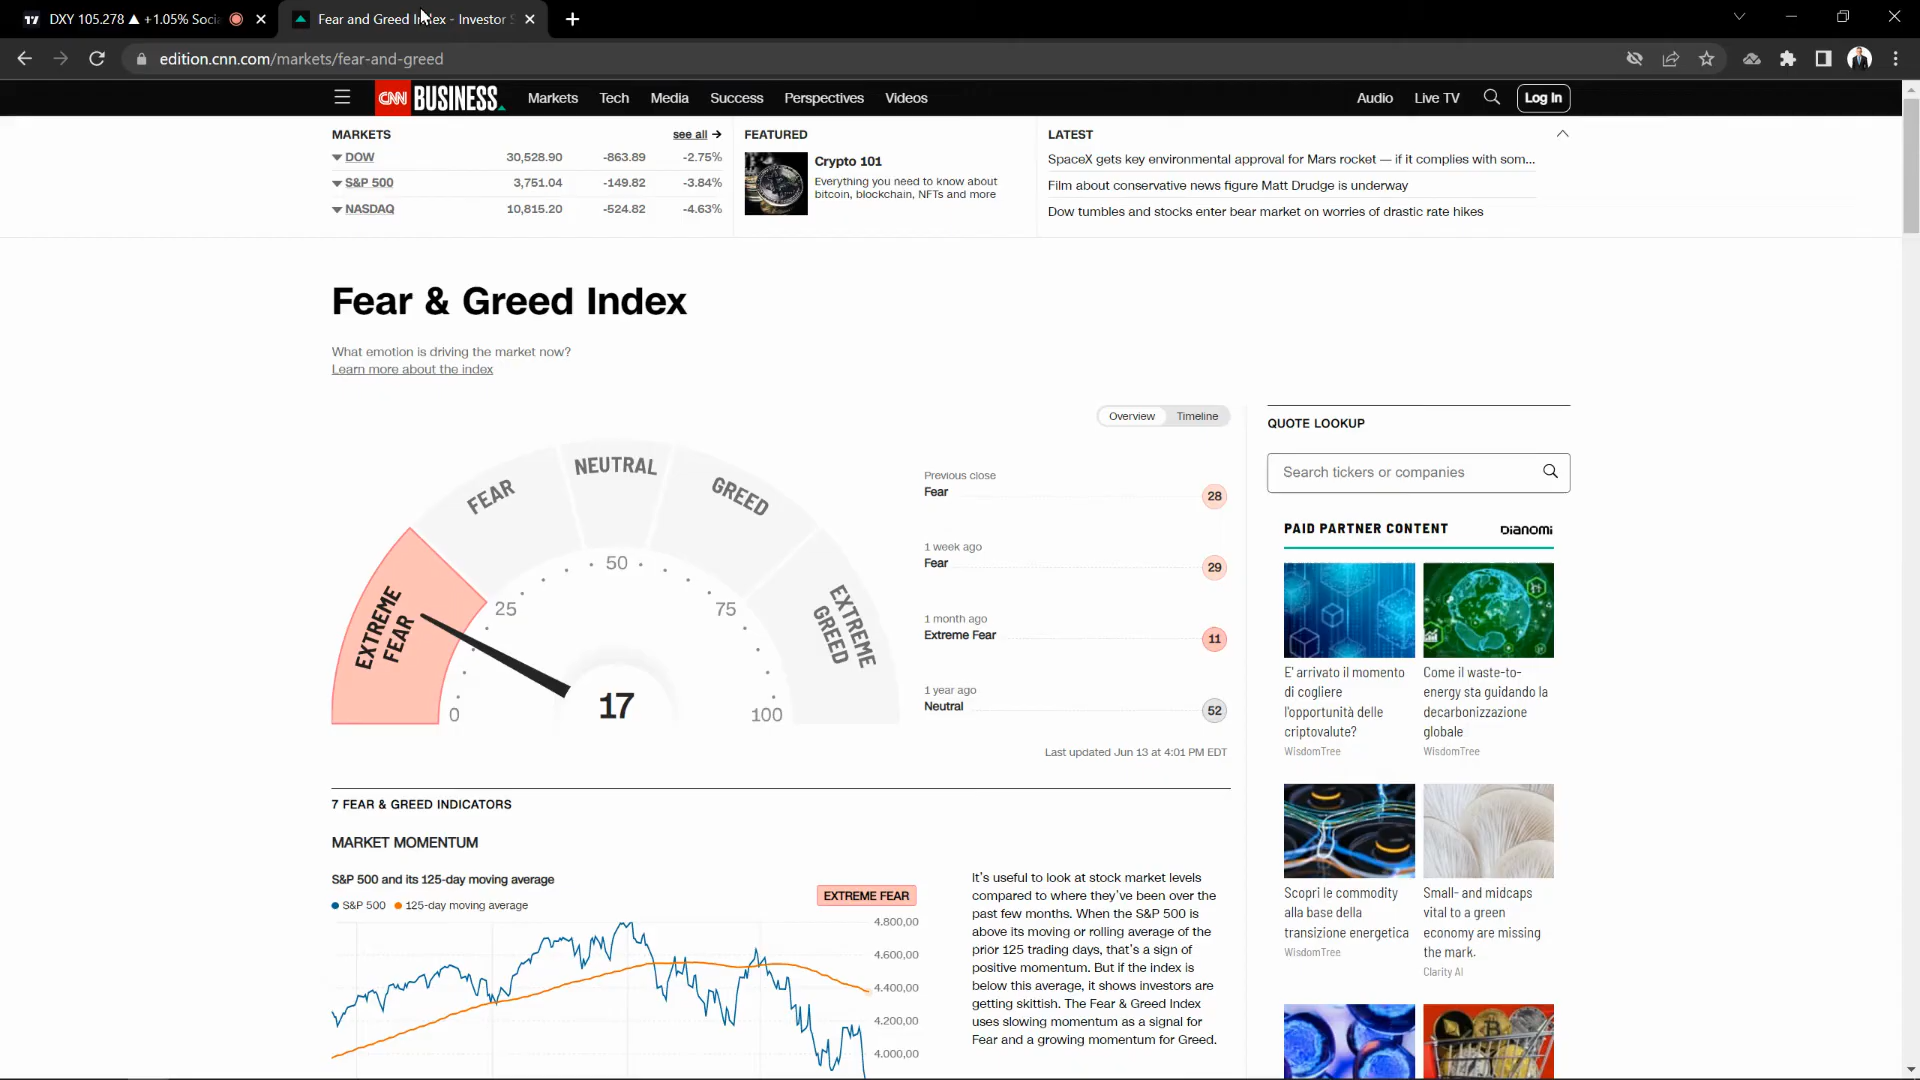 DXY 105.278 ▲ +1.05% Soci
Fear and Greed Index - Investor S
edition.cnn.com/markets/fear-and-greed
CNN BUSINESS
Markets
Tech
Media
Success
Perspectives
Videos
Audio
Live TV
Log In
MARKETS
see all →
DOW 30,528.90 -863.89 -2.75%
S&P 500 3,751.04 -149.82 -3.84%
NASDAQ 10,815.20 -524.82 -4.63%
FEATURED
Crypto 101
Everything you need to know about
bitcoin, blockchain, NFTs and more
LATEST
SpaceX gets key environmental approval for Mars rocket — if it complies with som...
Film about conservative news figure Matt Drudge is underway
Dow tumbles and stocks enter bear market on worries of drastic rate hikes
Fear & Greed Index
What emotion is driving the market now?
Learn more about the index
Overview
Timeline
EXTREME
FEAR
FEAR
NEUTRAL
GREED
EXTREME
GREED
0
25
50
75
100
17
Previous close
Fear 28
1 week ago
Fear 29
1 month ago
Extreme Fear 11
1 year ago
Neutral 52
Last updated Jun 13 at 4:01 PM EDT
QUOTE LOOKUP
Search tickers or companies
PAID PARTNER CONTENT
DIANOMI
E' arrivato il momento
di cogliere
l'opportunità delle
criptovalute?
WisdomTree
Come il waste-to-
energy sta guidando la
decarbonizzazione
globale
WisdomTree
Scopri le commodity
alla base della
transizione energetica
WisdomTree
Small- and midcaps
vital to a green
economy are missing
the mark.
Clarity AI
7 FEAR & GREED INDICATORS
MARKET MOMENTUM
S&P 500 and its 125-day moving average
S&P 500
125-day moving average
EXTREME FEAR
4.800,00
4.600,00
4.400,00
4.200,00
4.000,00
It's useful to look at stock market levels
compared to where they've been over the
past few months. When the S&P 500 is
above its moving or rolling average of the
prior 125 trading days, that's a sign of
positive momentum. But if the index is
below this average, it shows investors are
getting skittish. The Fear & Greed Index
uses slowing momentum as a signal for
Fear and a growing momentum for Greed.